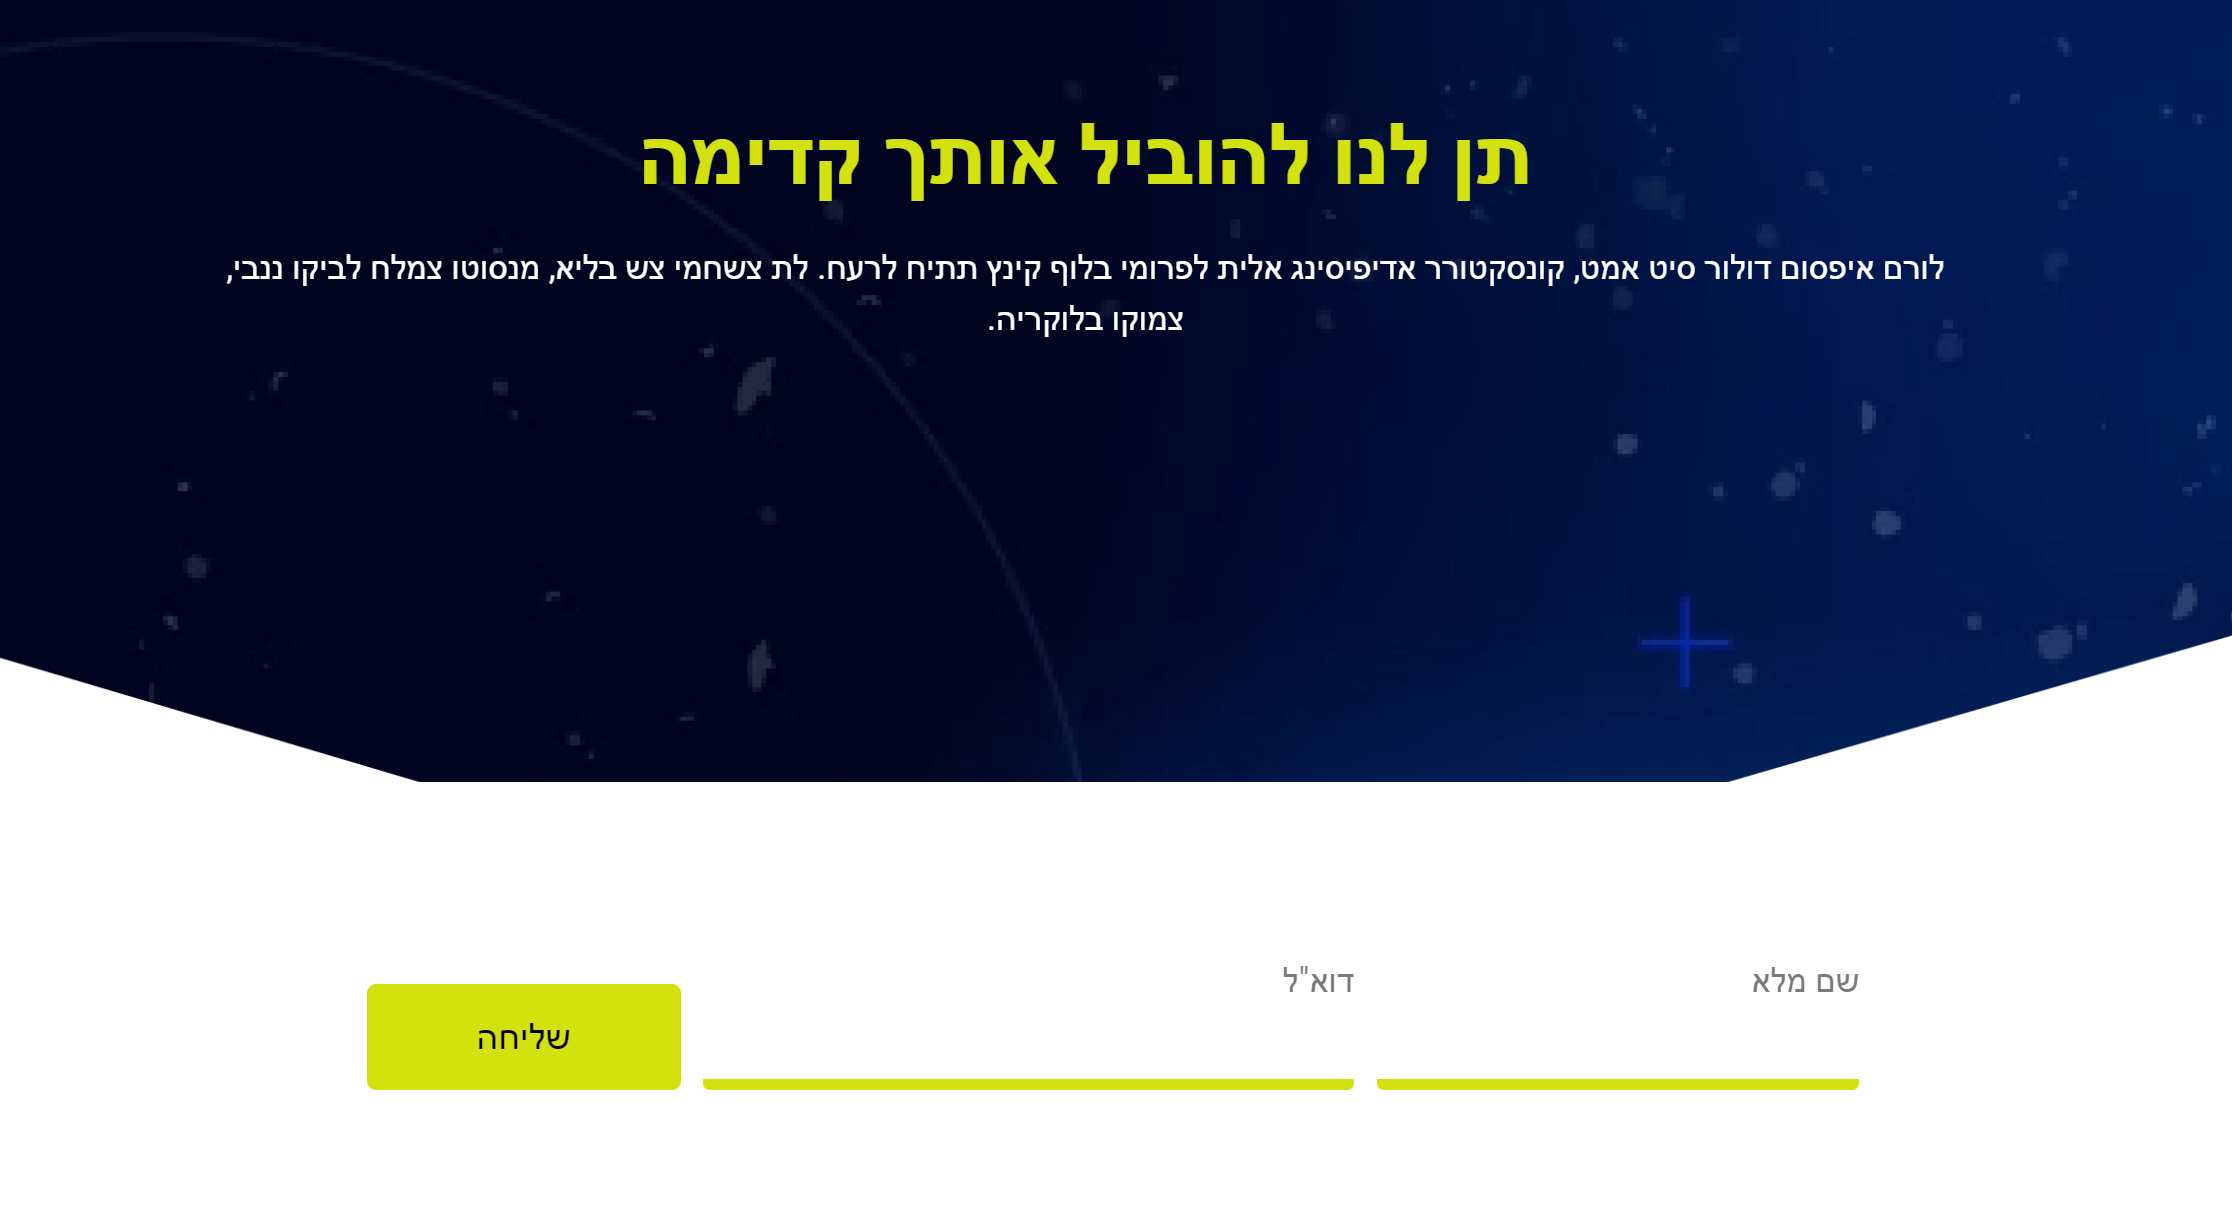 תן לנו להוביל אותך קדימה
לורם איפסום דולור סיט אמט, קונסקטורר אדיפיסינג אלית לפרומי בלוף קינץ תתיח לרעח. לת צשחמי צש בליא, מנסוטו צמלח לביקו ננבי,
צמוקו בלוקריה.
שם מלא
דוא"ל
שליחה